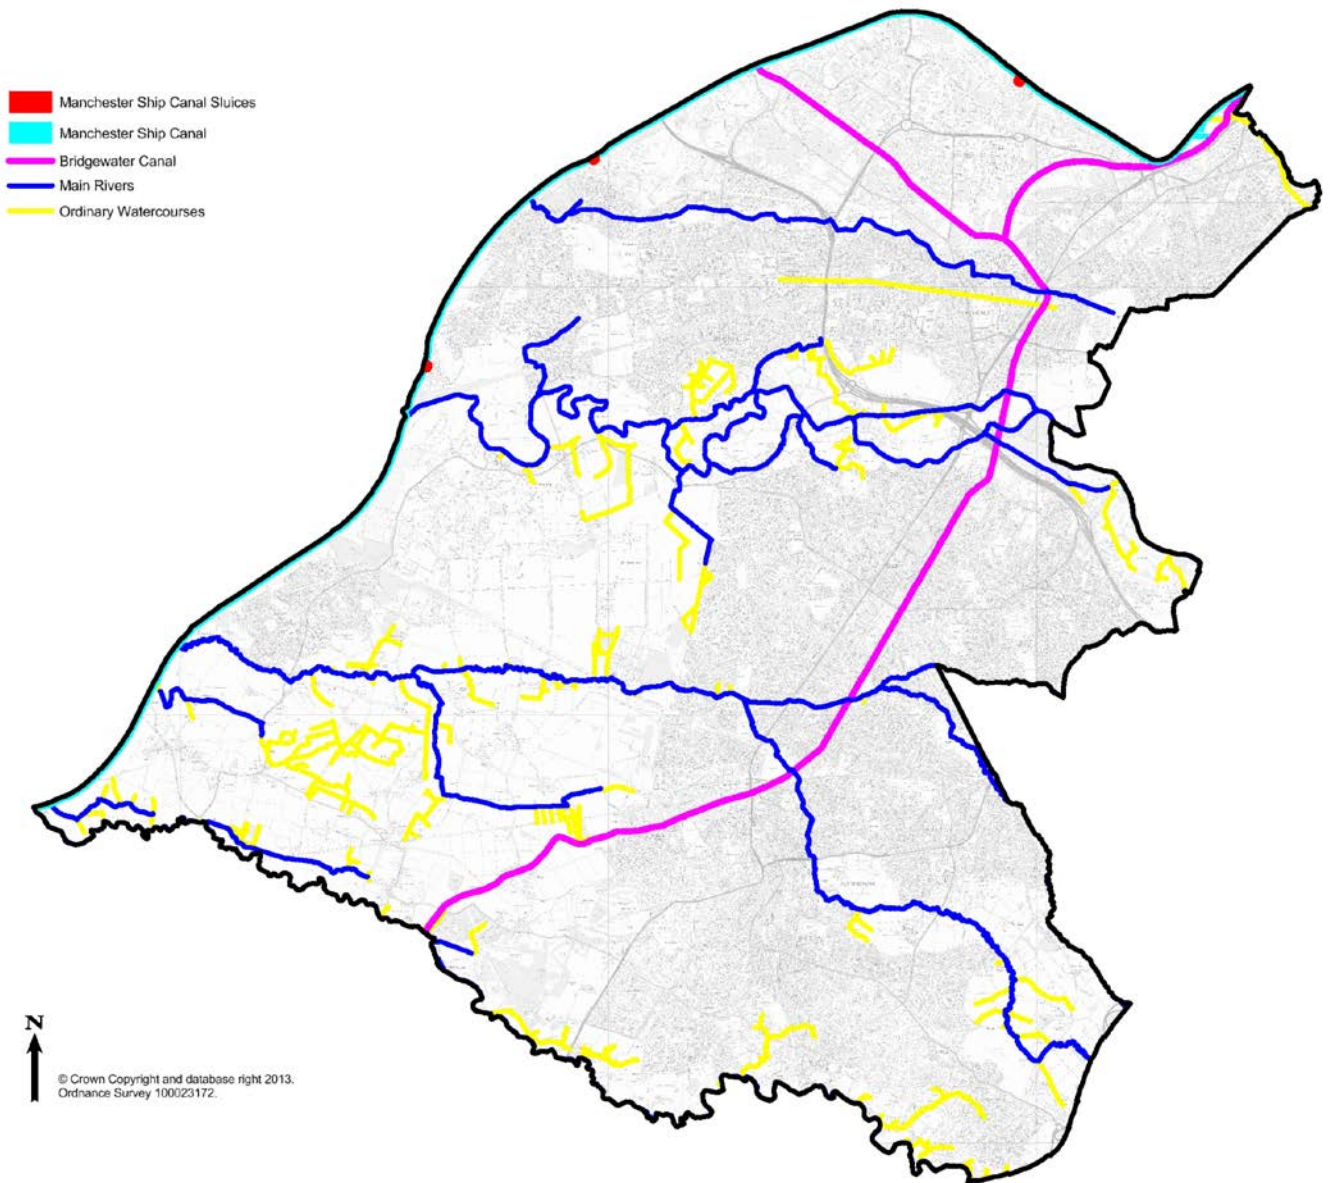 Manchester Ship Canal Sluices
Manchester Ship Canal
Bridgewater Canal
Main Rivers
Ordinary Watercourses
N
© Crown Copyright and database right 2013.
Ordnance Survey 100023172.